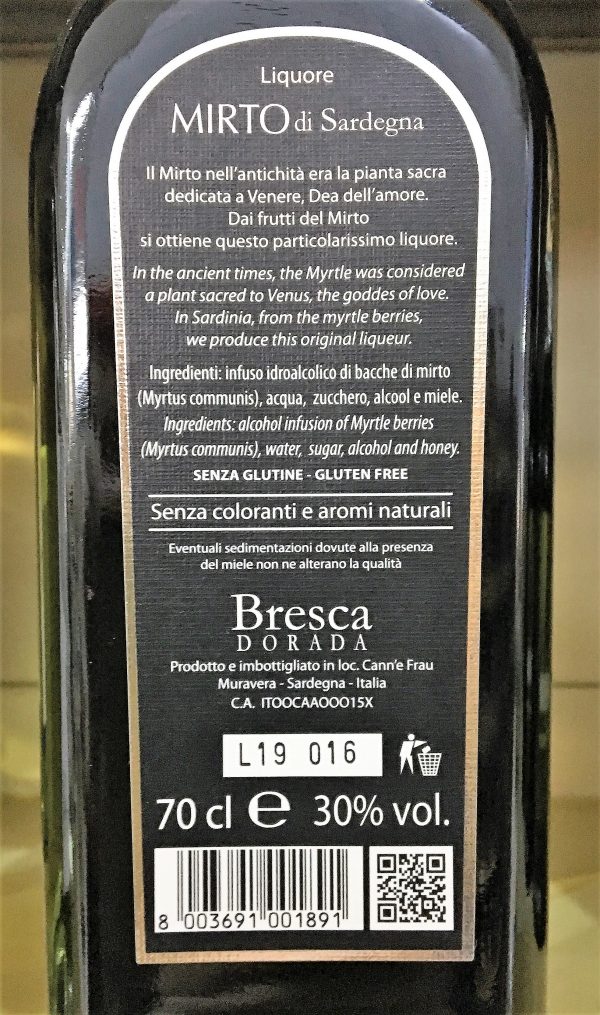 Liquore
MIRTO di Sardegna
Il Mirto nell'antichità era la pianta sacra
dedicata a Venere, Dea dell'amore.
Dai frutti del Mirto
si ottiene questo particolarissimo liquore.
In the ancient times, the Myrtle was considered
a plant sacred to Venus, the goddes of love.
In Sardinia, from the myrtle berries,
we produce this original liqueur.
Ingredienti: infuso idroalcolico di bacche di mirto
(Myrtus communis), acqua, zucchero, alcool e miele.
Ingredients: alcohol infusion of Myrtle berries
(Myrtus communis), water, sugar, alcohol and honey.
SENZA GLUTINE - GLUTEN FREE
Senza coloranti e aromi naturali
Eventuali sedimentazioni dovute alla presenza
del miele non ne alterano la qualità
Bresca
DORADA
Prodotto e imbottigliato in loc. Cann'e Frau
Muravera - Sardegna - Italia
C.A. ITOOCAAOOO15X
L19 016
70 cl e 30% vol.
8 003691 001891